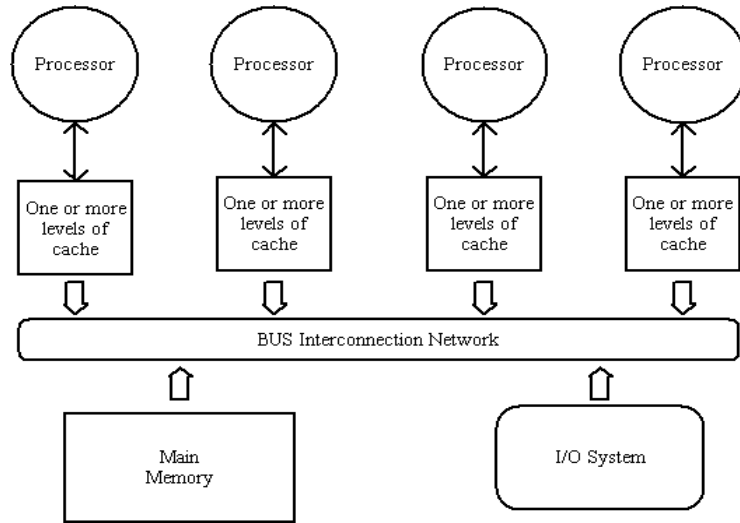 Processor
Processor
Processor
Processor
One or more
levels of
cache
One or more
levels of
cache
One or more
levels of
cache
One or more
levels of
cache
BUS Interconnection Network
Main
Memory
I/O System